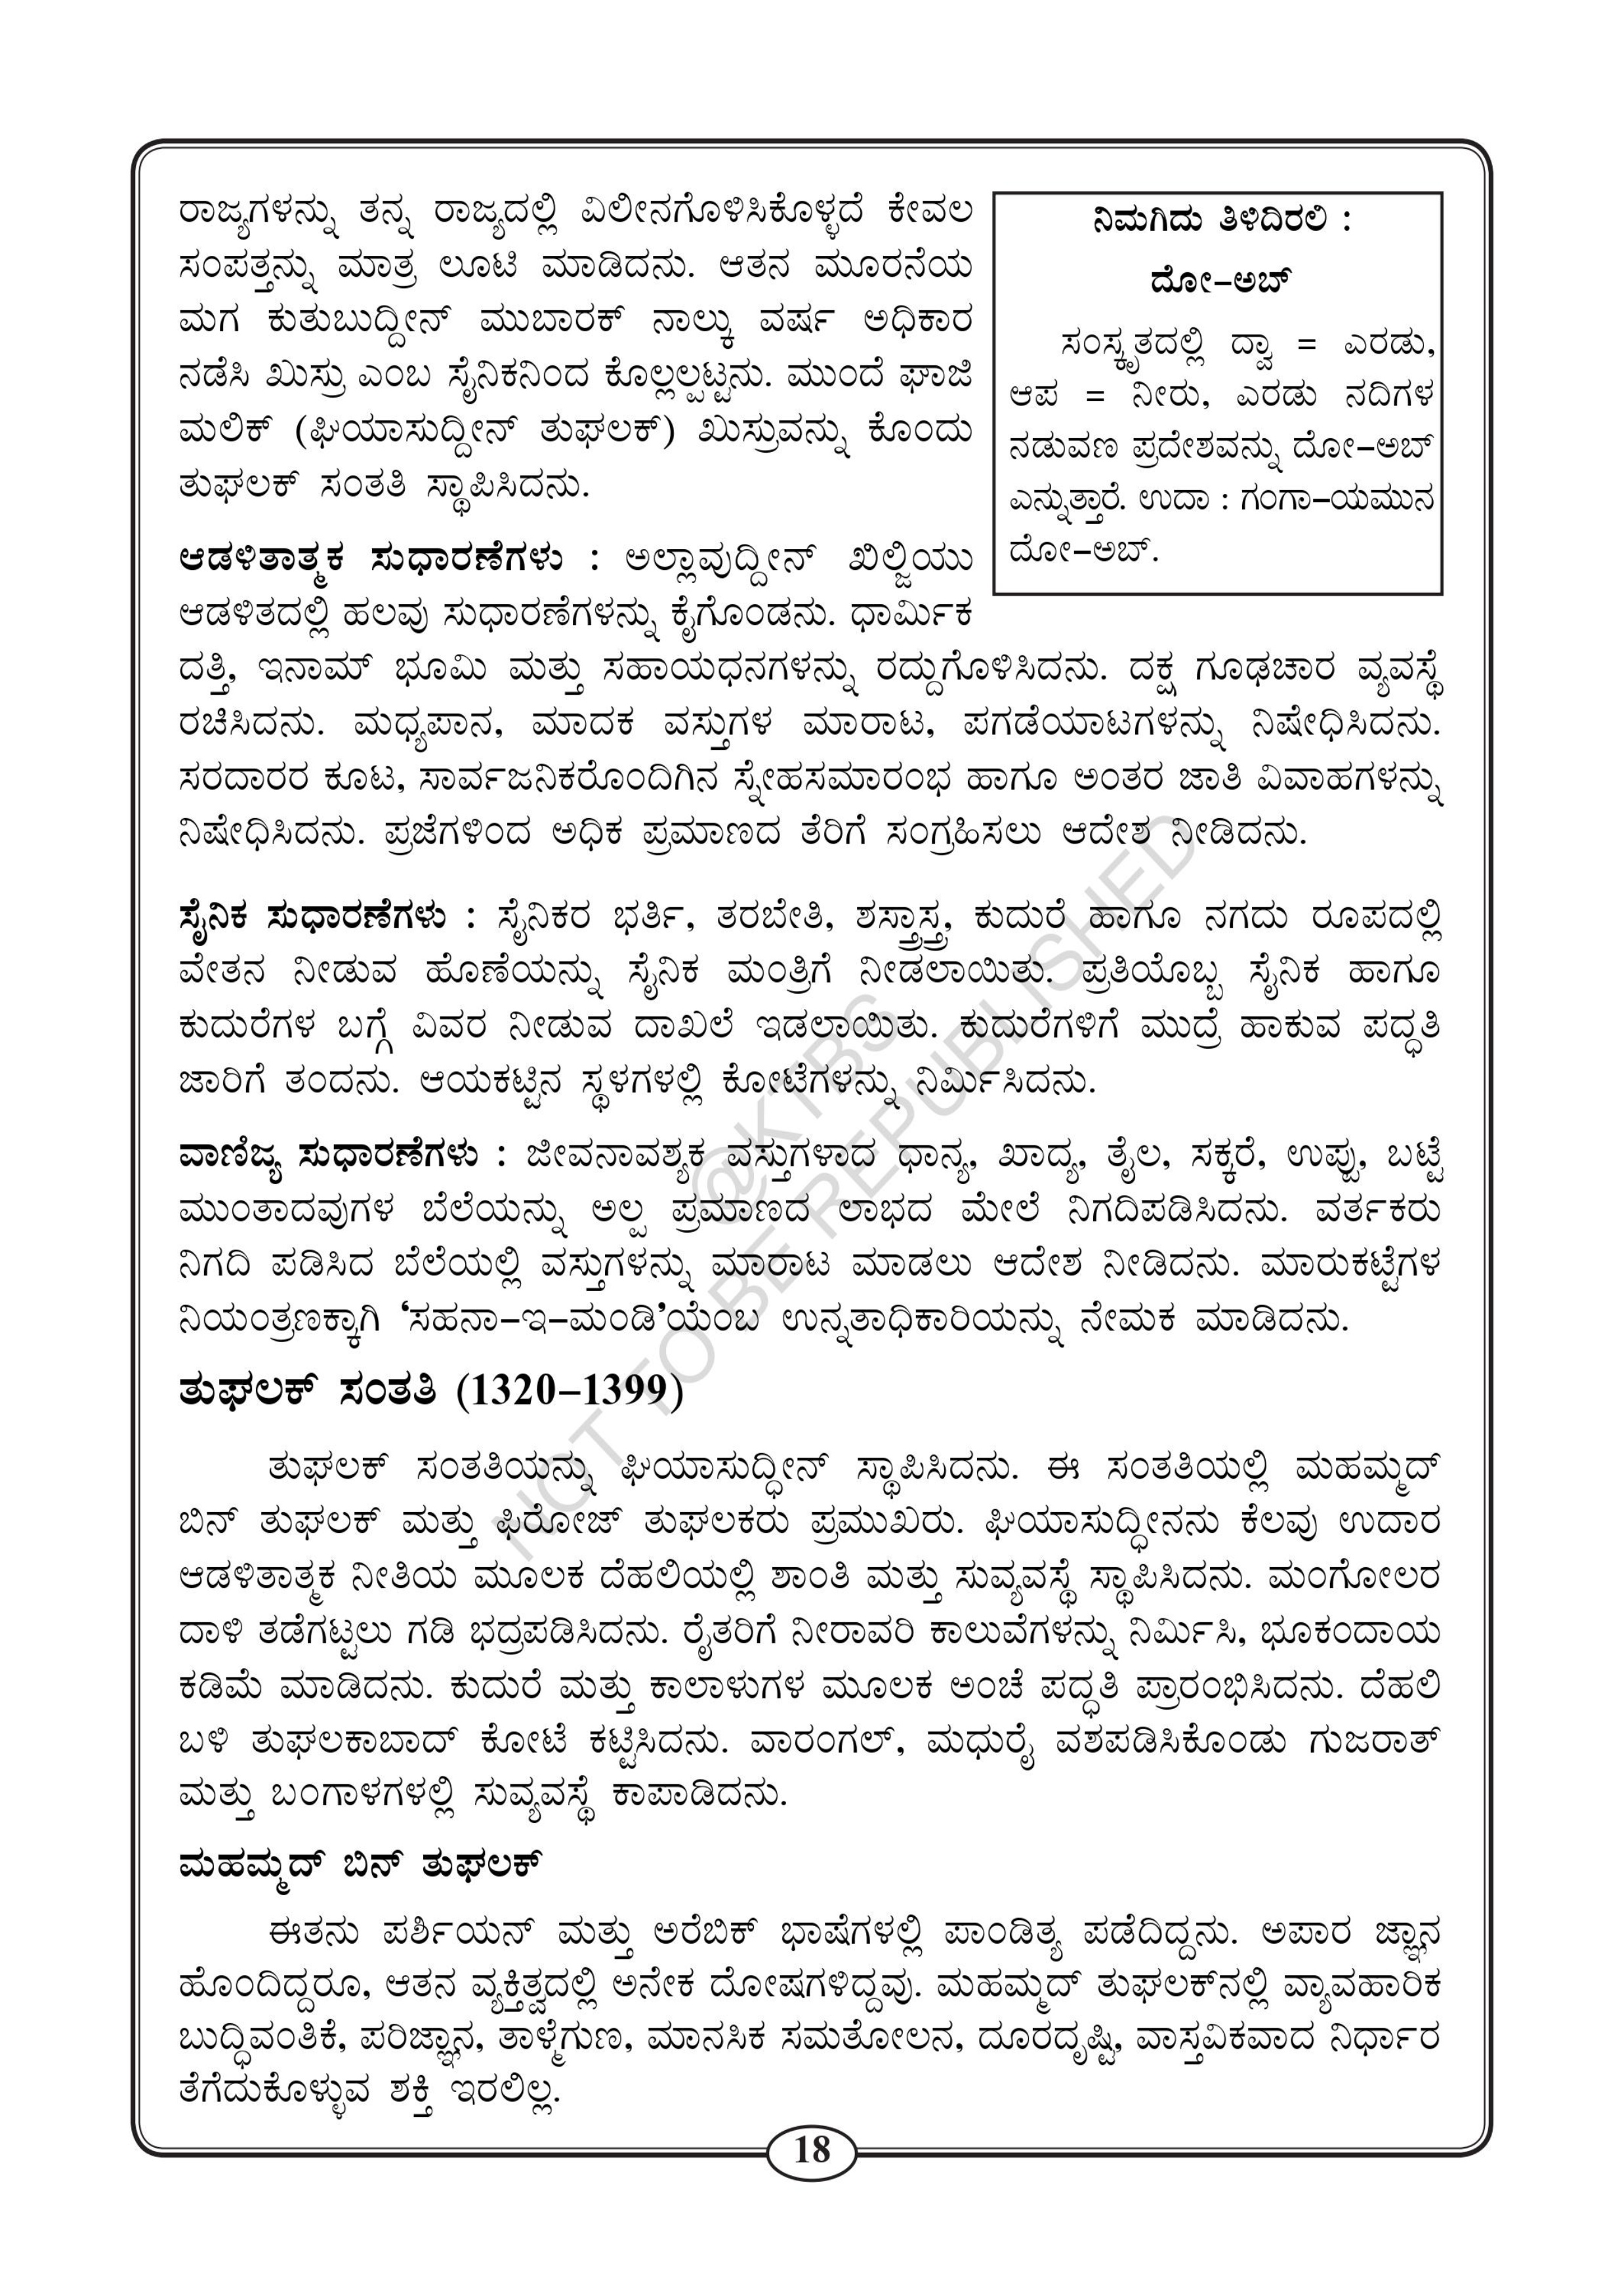 ರಾಜ್ಯಗಳನ್ನು ತನ್ನ ರಾಜ್ಯದಲ್ಲಿ ವಿಲೀನಗೊಳಿಸಿಕೊಳ್ಳದೆ ಕೇವಲ
ಸಂಪತ್ತನ್ನು ಮಾತ್ರ ಲೂಟಿ ಮಾಡಿದನು. ಆತನ ಮೂರನೆಯ
ಮಗ ಕುತುಬುದ್ದೀನ್ ಮುಬಾರಕ್ ನಾಲ್ಕು ವರ್ಷ ಅಧಿಕಾರ
ನಡೆಸಿ ಖುಸ್ರು ಎಂಬ ಸೈನಿಕನಿಂದ ಕೊಲ್ಲಲ್ಪಟ್ಟನು. ಮುಂದೆ ಘಾಜಿ
ಮಲಿಕ್ (ಘಿಯಾಸುದ್ದೀನ್ ತುಘಲಕ್) ಖುಸ್ರುವನ್ನು ಕೊಂದು
ತುಘಲಕ್ ಸಂತತಿ ಸ್ಥಾಪಿಸಿದನು.
ನಿಮಗಿದು ತಿಳಿದಿರಲಿ :
ದೋ–ಅಬ್
ಸಂಸ್ಕೃತದಲ್ಲಿ ದ್ವಾ = ಎರಡು,
ಆಪ = ನೀರು, ಎರಡು ನದಿಗಳ
ನಡುವಣ ಪ್ರದೇಶವನ್ನು ದೋ–ಅಬ್
ಎನ್ನುತ್ತಾರೆ. ಉದಾ : ಗಂಗಾ–ಯಮುನ
ದೋ–ಅಬ್.
ಆಡಳಿತಾತ್ಮಕ ಸುಧಾರಣೆಗಳು : ಅಲ್ಲಾವುದ್ದೀನ್ ಖಿಲ್ಜಿಯು
ಆಡಳಿತದಲ್ಲಿ ಹಲವು ಸುಧಾರಣೆಗಳನ್ನು ಕೈಗೊಂಡನು. ಧಾರ್ಮಿಕ
ದತ್ತಿ, ಇನಾಮ್ ಭೂಮಿ ಮತ್ತು ಸಹಾಯಧನಗಳನ್ನು ರದ್ದುಗೊಳಿಸಿದನು. ದಕ್ಷ ಗೂಢಚಾರ ವ್ಯವಸ್ಥೆ
ರಚಿಸಿದನು. ಮಧ್ಯಪಾನ, ಮಾದಕ ವಸ್ತುಗಳ ಮಾರಾಟ, ಪಗಡೆಯಾಟಗಳನ್ನು ನಿಷೇಧಿಸಿದನು.
ಸರದಾರರ ಕೂಟ, ಸಾರ್ವಜನಿಕರೊಂದಿಗಿನ ಸ್ನೇಹಸಮಾರಂಭ ಹಾಗೂ ಅಂತರ ಜಾತಿ ವಿವಾಹಗಳನ್ನು
ನಿಷೇಧಿಸಿದನು. ಪ್ರಜೆಗಳಿಂದ ಅಧಿಕ ಪ್ರಮಾಣದ ತೆರಿಗೆ ಸಂಗ್ರಹಿಸಲು ಆದೇಶ ನೀಡಿದನು.
ಸೈನಿಕ ಸುಧಾರಣೆಗಳು : ಸೈನಿಕರ ಭರ್ತಿ, ತರಬೇತಿ, ಶಸ್ತ್ರಾಸ್ತ್ರ, ಕುದುರೆ ಹಾಗೂ ನಗದು ರೂಪದಲ್ಲಿ
ವೇತನ ನೀಡುವ ಹೊಣೆಯನ್ನು ಸೈನಿಕ ಮಂತ್ರಿಗೆ ನೀಡಲಾಯಿತು. ಪ್ರತಿಯೊಬ್ಬ ಸೈನಿಕ ಹಾಗೂ
ಕುದುರೆಗಳ ಬಗ್ಗೆ ವಿವರ ನೀಡುವ ದಾಖಲೆ ಇಡಲಾಯಿತು. ಕುದುರೆಗಳಿಗೆ ಮುದ್ರೆ ಹಾಕುವ ಪದ್ಧತಿ
ಜಾರಿಗೆ ತಂದನು. ಆಯಕಟ್ಟಿನ ಸ್ಥಳಗಳಲ್ಲಿ ಕೋಟೆಗಳನ್ನು ನಿರ್ಮಿಸಿದನು.
ವಾಣಿಜ್ಯ ಸುಧಾರಣೆಗಳು : ಜೀವನಾವಶ್ಯಕ ವಸ್ತುಗಳಾದ ಧಾನ್ಯ, ಖಾದ್ಯ, ತೈಲ, ಸಕ್ಕರೆ, ಉಪ್ಪು, ಬಟ್ಟೆ
ಮುಂತಾದವುಗಳ ಬೆಲೆಯನ್ನು ಅಲ್ಪ ಪ್ರಮಾಣದ ಲಾಭದ ಮೇಲೆ ನಿಗದಿಪಡಿಸಿದನು. ವರ್ತಕರು
ನಿಗದಿ ಪಡಿಸಿದ ಬೆಲೆಯಲ್ಲಿ ವಸ್ತುಗಳನ್ನು ಮಾರಾಟ ಮಾಡಲು ಆದೇಶ ನೀಡಿದನು. ಮಾರುಕಟ್ಟೆಗಳ
ನಿಯಂತ್ರಣಕ್ಕಾಗಿ ‘ಸಹನಾ–ಇ–ಮಂಡಿ’ಯೆಂಬ ಉನ್ನತಾಧಿಕಾರಿಯನ್ನು ನೇಮಕ ಮಾಡಿದನು.
ತುಘಲಕ್ ಸಂತತಿ (1320–1399)
ತುಘಲಕ್ ಸಂತತಿಯನ್ನು ಘಿಯಾಸುದ್ಧೀನ್ ಸ್ಥಾಪಿಸಿದನು. ಈ ಸಂತತಿಯಲ್ಲಿ ಮಹಮ್ಮದ್
ಬಿನ್ ತುಘಲಕ್ ಮತ್ತು ಫಿರೋಜ್ ತುಘಲಕರು ಪ್ರಮುಖರು. ಘಿಯಾಸುದ್ಧೀನನು ಕೆಲವು ಉದಾರ
ಆಡಳಿತಾತ್ಮಕ ನೀತಿಯ ಮೂಲಕ ದೆಹಲಿಯಲ್ಲಿ ಶಾಂತಿ ಮತ್ತು ಸುವ್ಯವಸ್ಥೆ ಸ್ಥಾಪಿಸಿದನು. ಮಂಗೋಲರ
ದಾಳಿ ತಡೆಗಟ್ಟಲು ಗಡಿ ಭದ್ರಪಡಿಸಿದನು. ರೈತರಿಗೆ ನೀರಾವರಿ ಕಾಲುವೆಗಳನ್ನು ನಿರ್ಮಿಸಿ, ಭೂಕಂದಾಯ
ಕಡಿಮೆ ಮಾಡಿದನು. ಕುದುರೆ ಮತ್ತು ಕಾಲಾಳುಗಳ ಮೂಲಕ ಅಂಚೆ ಪದ್ಧತಿ ಪ್ರಾರಂಭಿಸಿದನು. ದೆಹಲಿ
ಬಳಿ ತುಘಲಕಾಬಾದ್ ಕೋಟೆ ಕಟ್ಟಿಸಿದನು. ವಾರಂಗಲ್, ಮಧುರೈ ವಶಪಡಿಸಿಕೊಂಡು ಗುಜರಾತ್
ಮತ್ತು ಬಂಗಾಳಗಳಲ್ಲಿ ಸುವ್ಯವಸ್ಥೆ ಕಾಪಾಡಿದನು.
ಮಹಮ್ಮದ್ ಬಿನ್ ತುಘಲಕ್
ಈತನು ಪರ್ಶಿಯನ್ ಮತ್ತು ಅರೆಬಿಕ್ ಭಾಷೆಗಳಲ್ಲಿ ಪಾಂಡಿತ್ಯ ಪಡೆದಿದ್ದನು. ಅಪಾರ ಜ್ಞಾನ
ಹೊಂದಿದ್ದರೂ, ಆತನ ವ್ಯಕ್ತಿತ್ವದಲ್ಲಿ ಅನೇಕ ದೋಷಗಳಿದ್ದವು. ಮಹಮ್ಮದ್ ತುಘಲಕ್‌ನಲ್ಲಿ ವ್ಯಾವಹಾರಿಕ
ಬುದ್ಧಿವಂತಿಕೆ, ಪರಿಜ್ಞಾನ, ತಾಳ್ಮೆಗುಣ, ಮಾನಸಿಕ ಸಮತೋಲನ, ದೂರದೃಷ್ಟಿ, ವಾಸ್ತವಿಕವಾದ ನಿರ್ಧಾರ
ತೆಗೆದುಕೊಳ್ಳುವ ಶಕ್ತಿ ಇರಲಿಲ್ಲ.
18
@KTBS
NOT TO BE REPUBLISHED